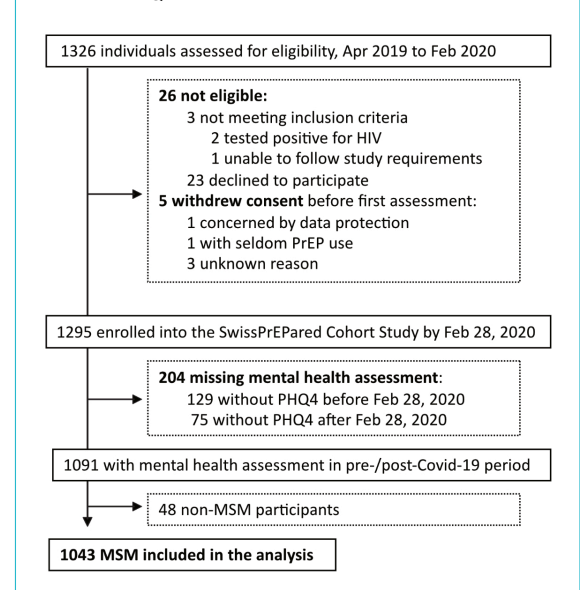 1326 individuals assessed for eligibility, Apr 2019 to Feb 2020
26 not eligible:
3 not meeting inclusion criteria
2 tested positive for HIV
1 unable to follow study requirements
23 declined to participate
5 withdrew consent before first assessment:
1 concerned by data protection
1 with seldom PrEP use
3 unknown reason
1295 enrolled into the SwissPrEPared Cohort Study by Feb 28, 2020
204 missing mental health assessment:
129 without PHQ4 before Feb 28, 2020
75 without PHQ4 after Feb 28, 2020
1091 with mental health assessment in pre-/post-Covid-19 period
48 non-MSM participants
1043 MSM included in the analysis